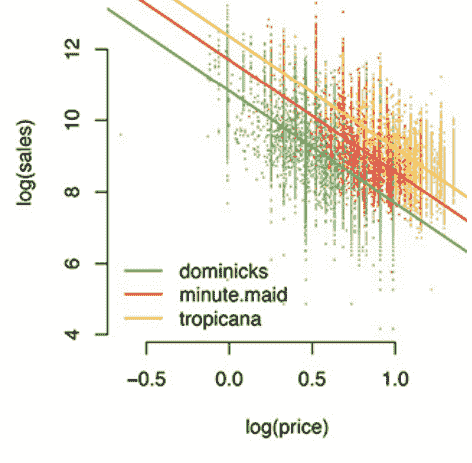 log(sales)
12
10
8
6
4
dominicks
minute.maid
tropicana
−0.5 0.0 0.5 1.0
log(price)